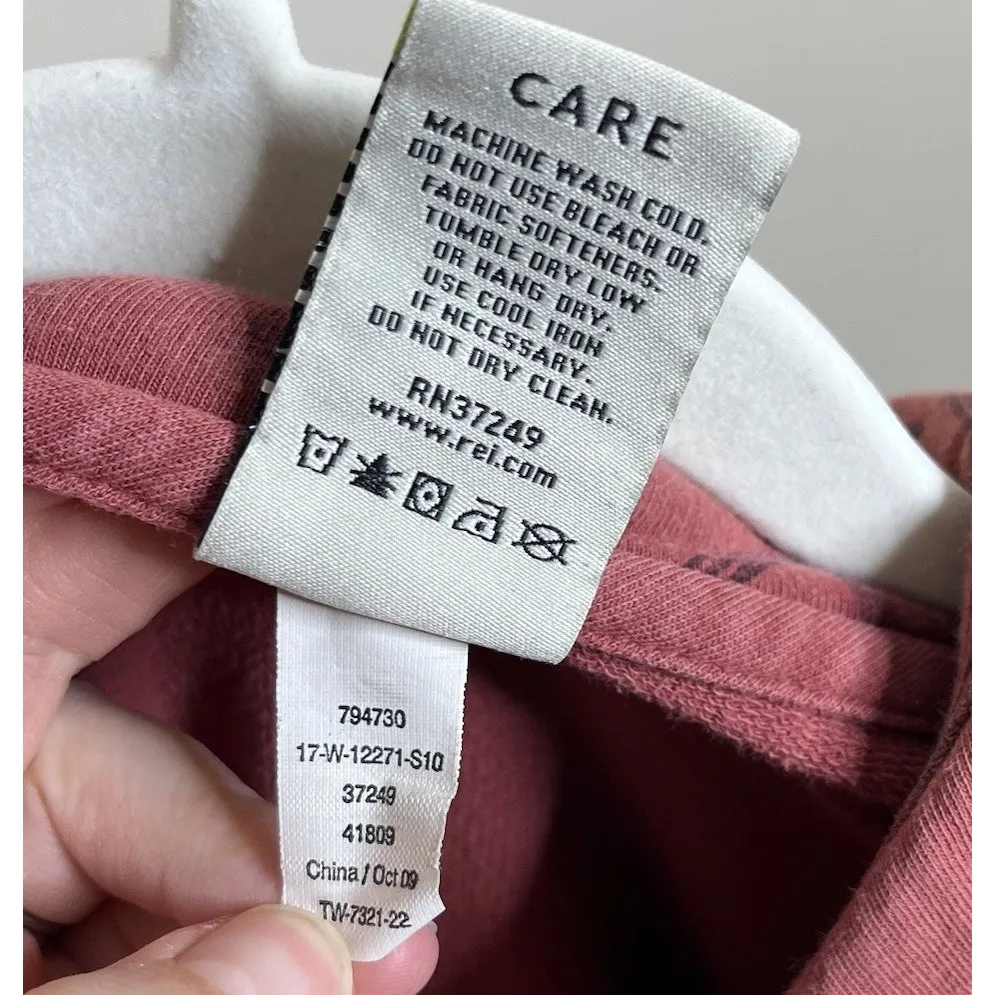 CARE
MACHINE WASH COLD.
DO NOT USE BLEACH OR
FABRIC SOFTENERS.
TUMBLE DRY LOW
OR HANG DRY.
USE COOL IRON
IF NECESSARY.
DO NOT DRY CLEAN.
RN37249
www.rei.com
794730
17-W-12271-S10
37249
41809
China / Oct 09
TW-7321-22